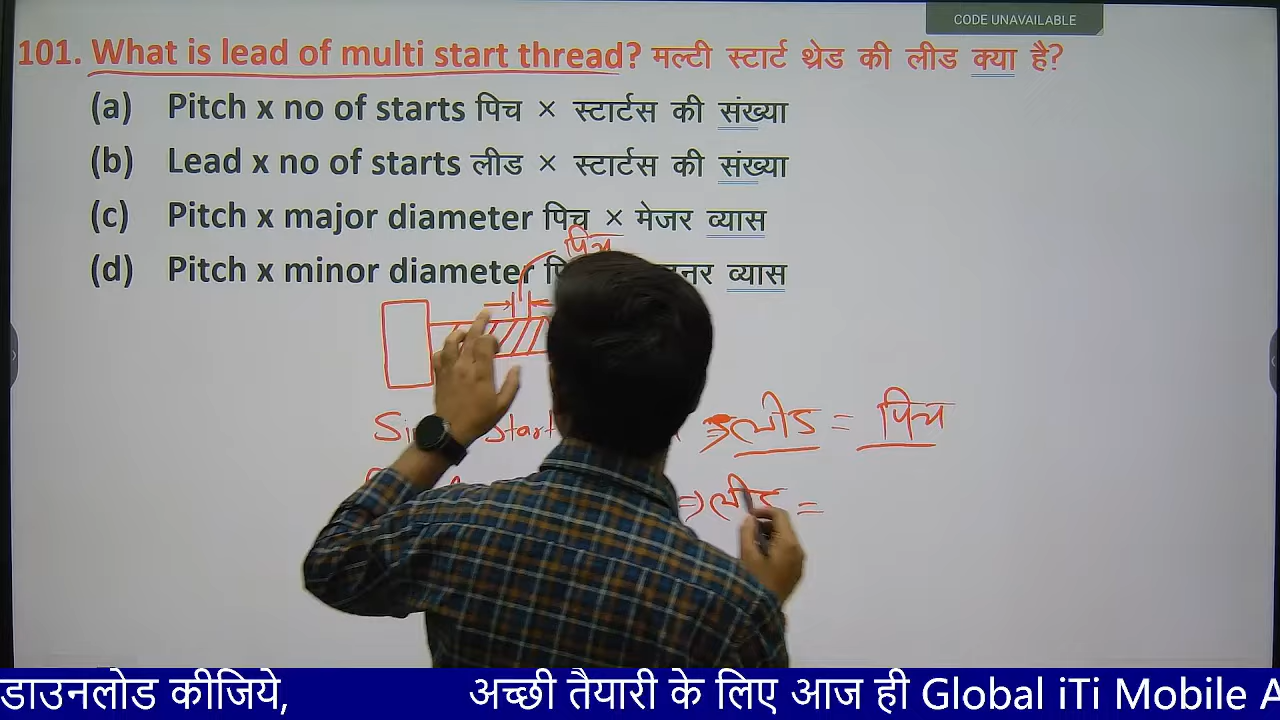 CODE UNAVAILABLE
101. What is lead of multi start thread? मल्टी स्टार्ट थ्रेड की लीड क्या है?
(a) Pitch x no of starts पिच × स्टार्टस की संख्या
(b) Lead x no of starts लीड × स्टार्टस की संख्या
(c) Pitch x major diameter पिच × मेजर व्यास
(d) Pitch x minor diameter व्यास
पिच
Start ⇒ लीड = पिच
⇒ लीड =
डाउनलोड कीजिये, अच्छी तैयारी के लिए आज ही Global iTi Mobile A